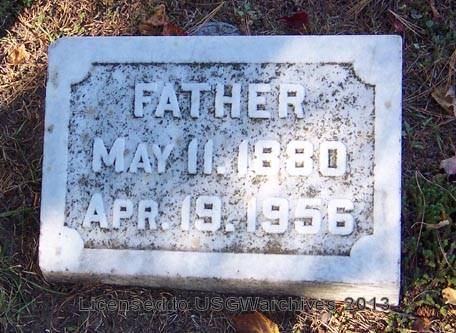 FATHER
MAY 11. 1880
APR. 19. 1956
Licensed to USGWarchives 2013